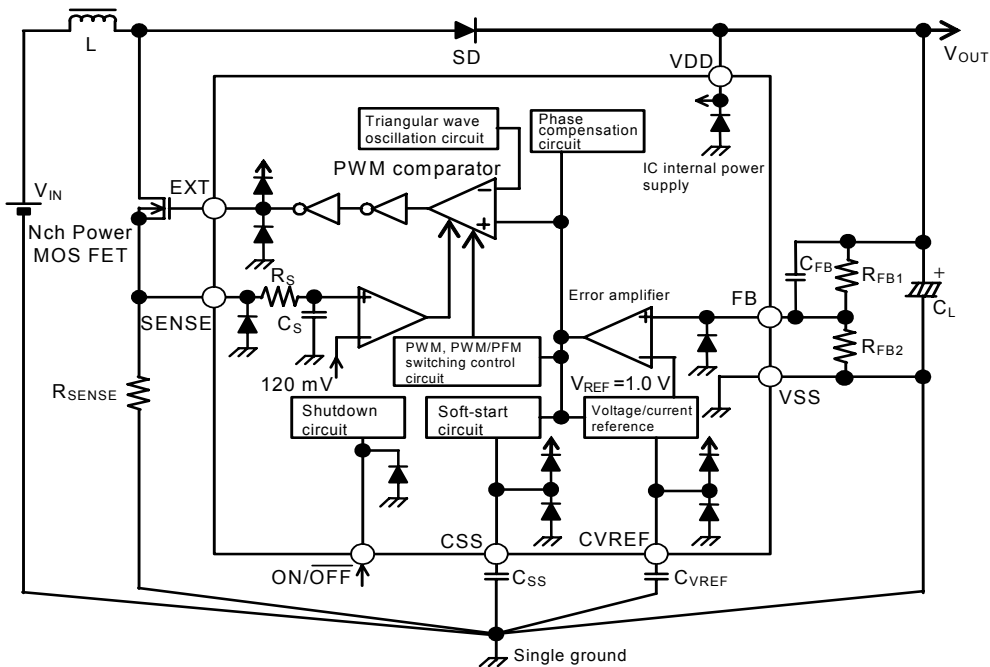 L
SD
VOUT
VDD
Triangular wave
oscillation circuit
Phase
compensation
circuit
IC internal power
supply
PWM comparator
VIN
EXT
−
+
Nch Power
MOS FET
RS
CS
SENSE
+
−
120 mV
Error amplifier
+
−
FB
CFB
RFB1
RFB2
+
CL
VSS
PWM, PWM/PFM
switching control
circuit
VREF =1.0 V
RSENSE
Shutdown
circuit
Soft-start
circuit
Voltage/current
reference
CSS
CVREF
ON/OFF
CSS
CVREF
Single ground